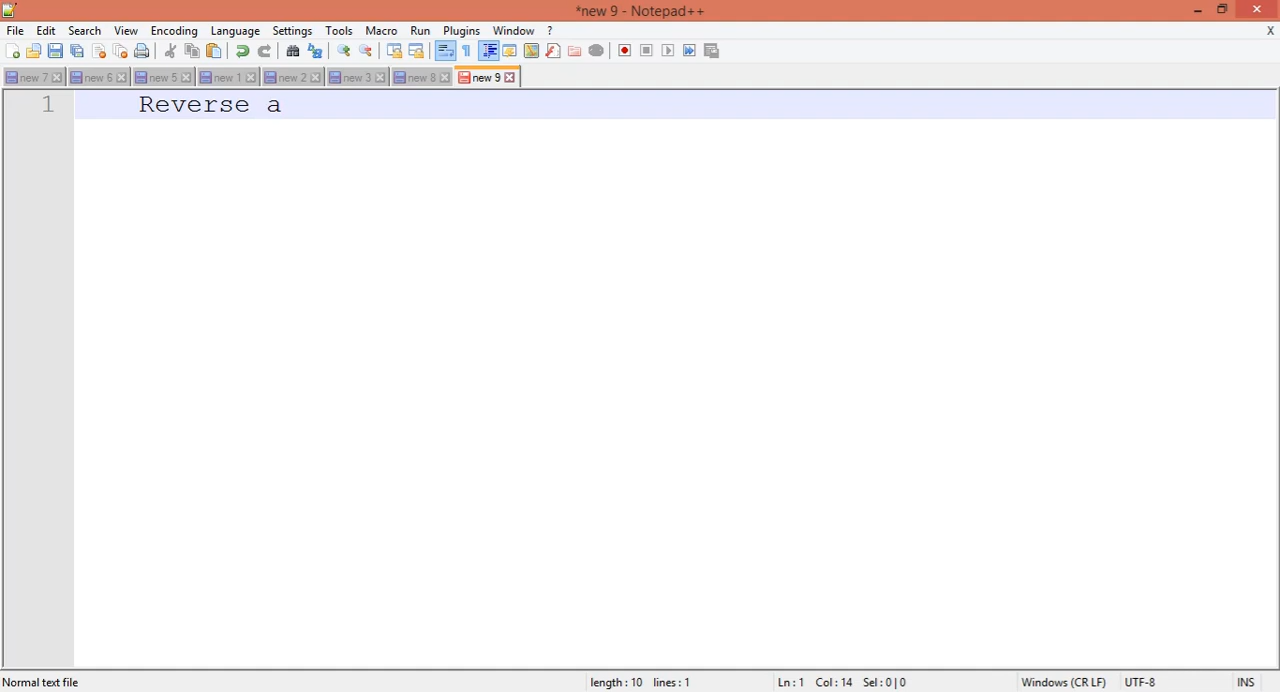 *new 9 - Notepad++
File Edit Search View Encoding Language Settings Tools Macro Run Plugins Window ? X
new 7 new 6 new 5 new 1 new 2 new 3 new 8 new 9
1 Reverse a
Normal text file length : 10 lines : 1 Ln : 1 Col : 14 Sel : 0 | 0 Windows (CR LF) UTF-8 INS